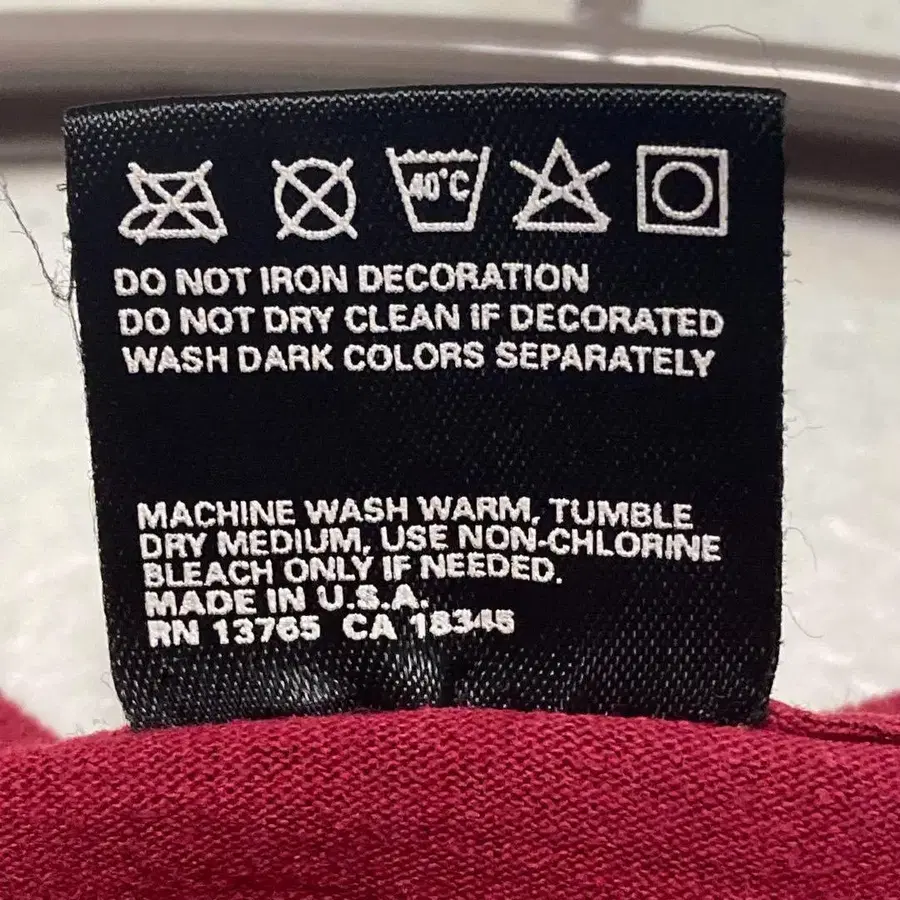 40°C
DO NOT IRON DECORATION
DO NOT DRY CLEAN IF DECORATED
WASH DARK COLORS SEPARATELY
MACHINE WASH WARM, TUMBLE
DRY MEDIUM, USE NON-CHLORINE
BLEACH ONLY IF NEEDED.
MADE IN U.S.A.
RN 13765 CA 18345